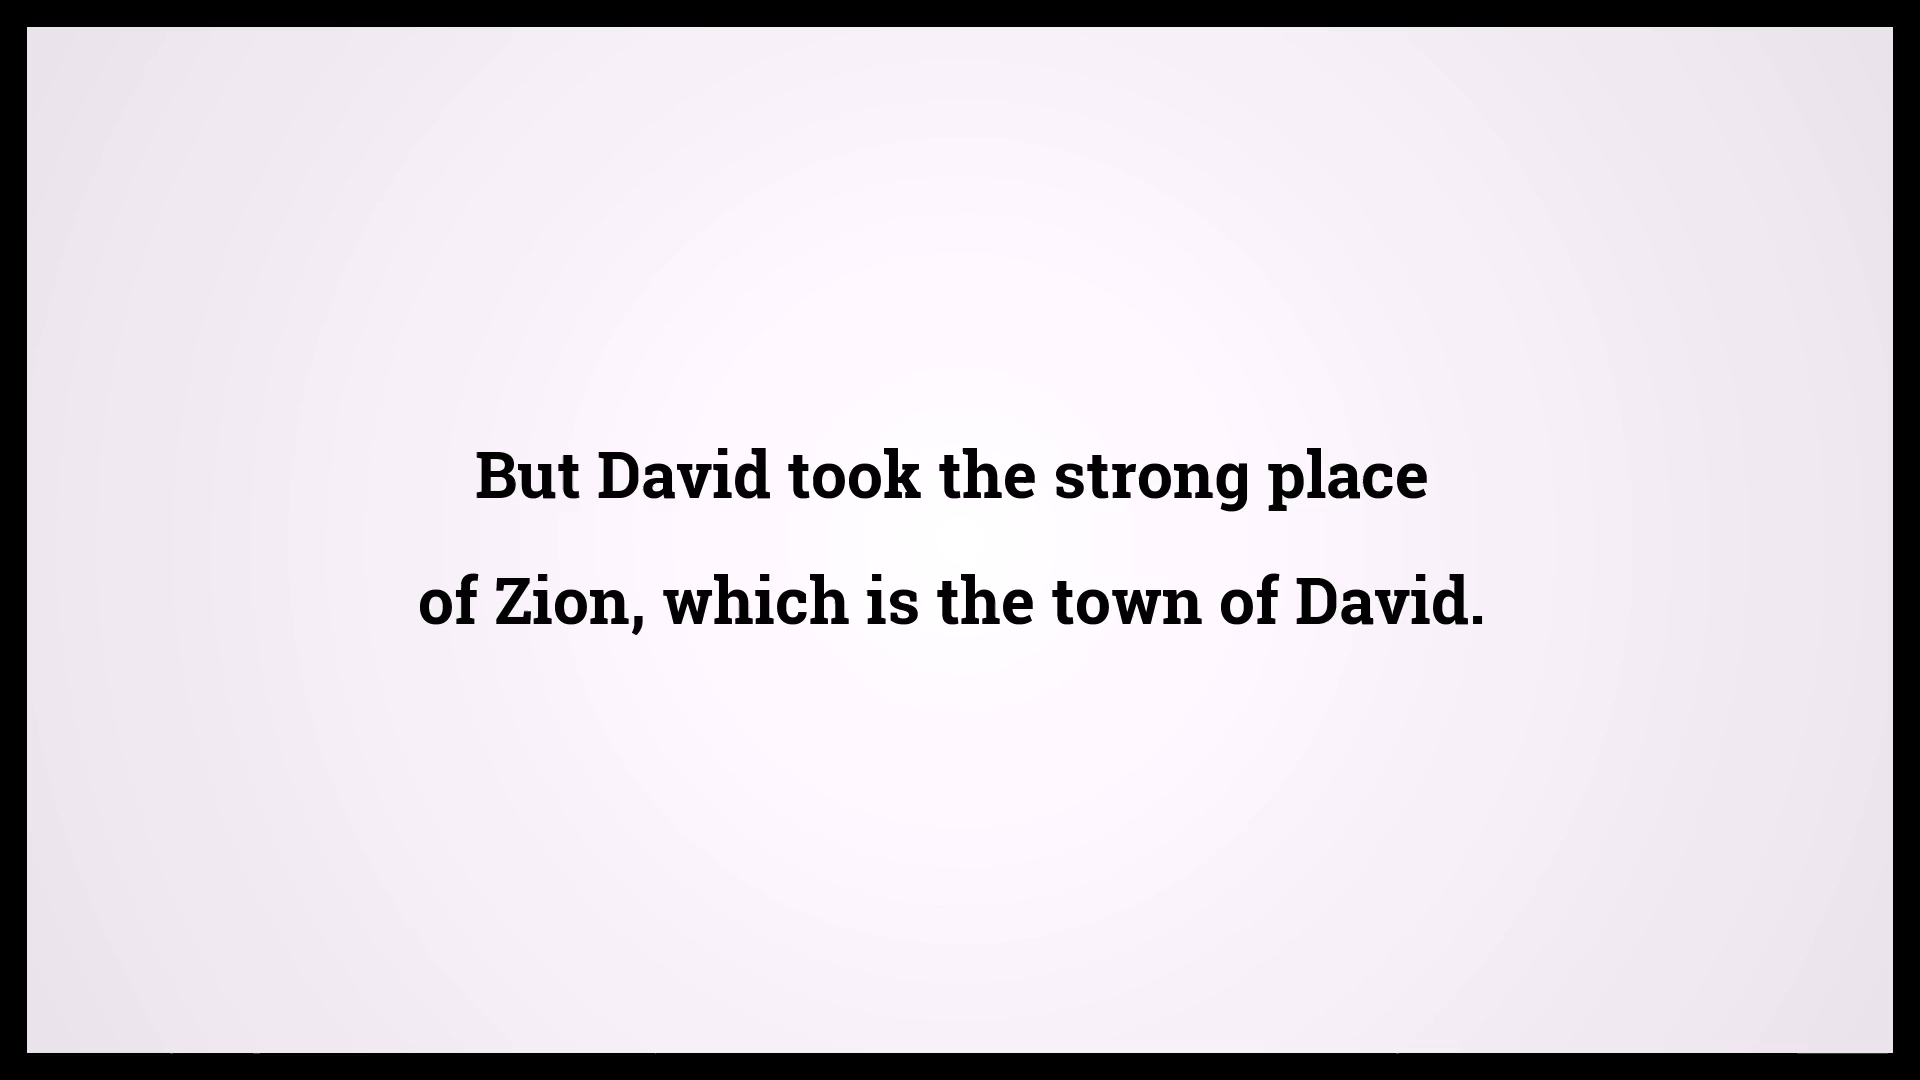 But David took the strong place
of Zion, which is the town of David.